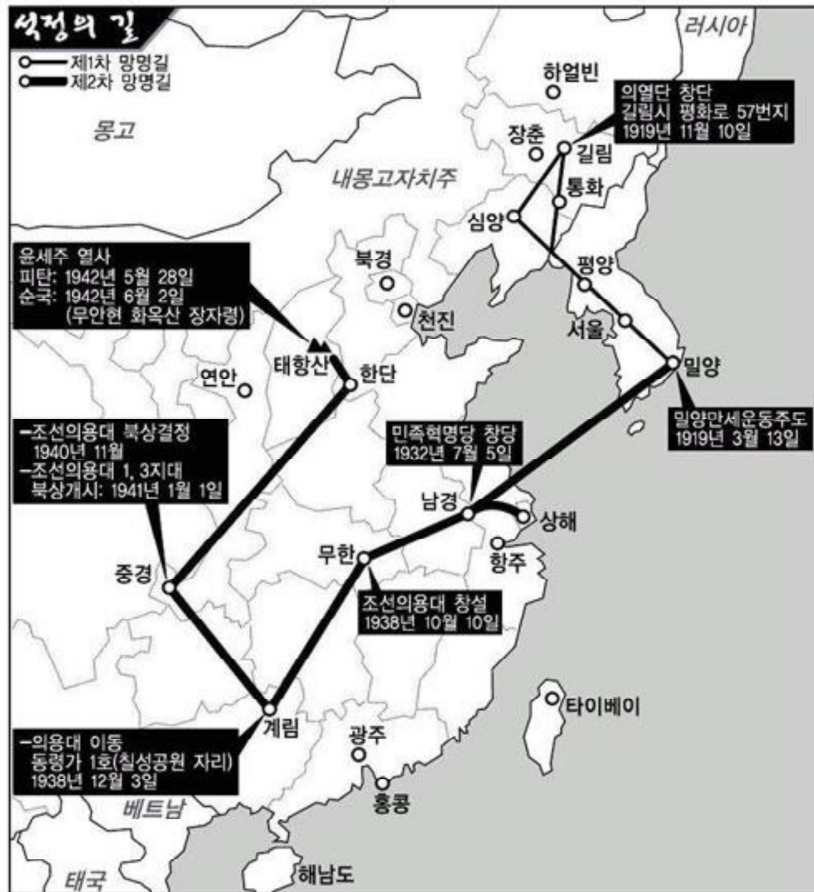 석정의 길
제1차 망명길
제2차 망명길
러시아
몽고
하얼빈
의열단 창단
길림시 평화로 57번지
1919년 11월 10일
장춘
길림
내몽고자치주
통화
심양
윤세주 열사
피탄: 1942년 5월 28일
순국: 1942년 6월 2일
(무안현 화옥산 장자령)
북경
평양
천진
서울
태항산
한단
연안
밀양
-조선의용대 북상결정
1940년 11월
-조선의용대 1, 3지대
북상개시: 1941년 1월 1일
민족혁명당 창당
1932년 7월 5일
밀양만세운동주도
1919년 3월 13일
남경
상해
무한
항주
중경
조선의용대 창설
1938년 10월 10일
계림
타이베이
-의용대 이동
동령가 1호(칠성공원 자리)
1938년 12월 3일
광주
홍콩
베트남
해남도
태국